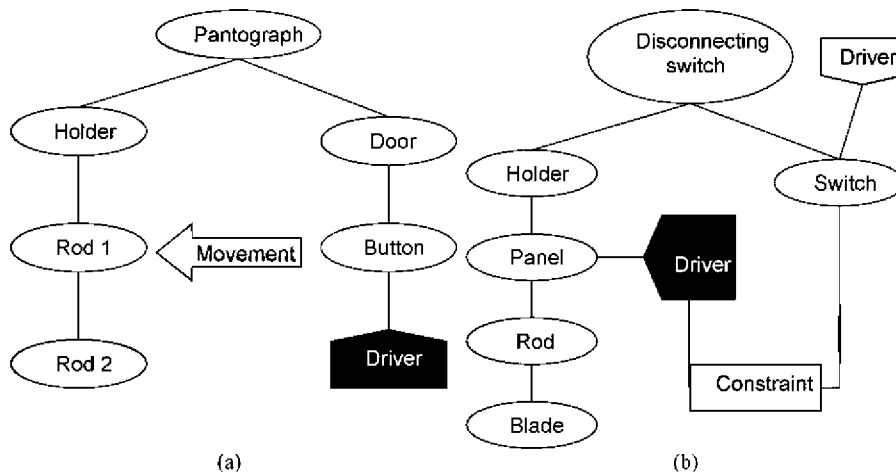 Pantograph
Holder
Door
Rod 1
Movement
Button
Rod 2
Driver
(a)
Disconnecting
switch
Driver
Holder
Switch
Panel
Driver
Rod
Constraint
Blade
(b)